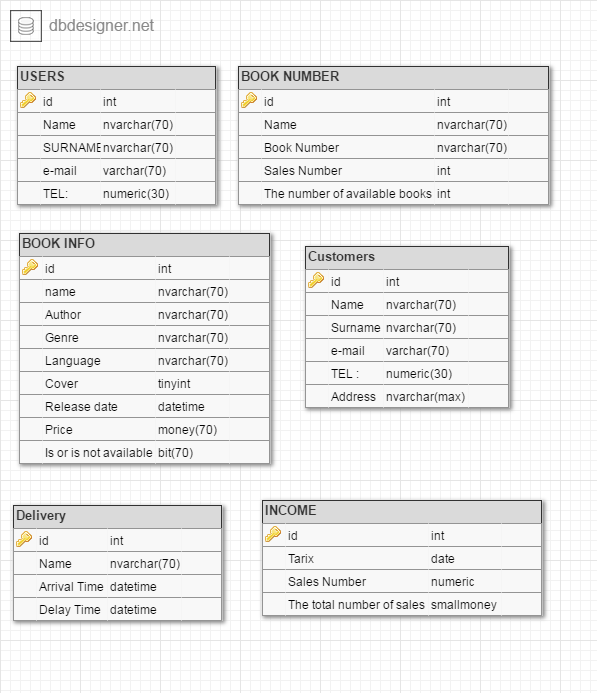 dbdesigner.net
USERS
id int
Name nvarchar(70)
SURNAME nvarchar(70)
e-mail varchar(70)
TEL: numeric(30)
BOOK NUMBER
id int
Name nvarchar(70)
Book Number nvarchar(70)
Sales Number int
The number of available books int
BOOK INFO
id int
name nvarchar(70)
Author nvarchar(70)
Genre nvarchar(70)
Language nvarchar(70)
Cover tinyint
Release date datetime
Price money(70)
Is or is not available bit(70)
Customers
id int
Name nvarchar(70)
Surname nvarchar(70)
e-mail varchar(70)
TEL : numeric(30)
Address nvarchar(max)
Delivery
id int
Name nvarchar(70)
Arrival Time datetime
Delay Time datetime
INCOME
id int
Tarix date
Sales Number numeric
The total number of sales smallmoney